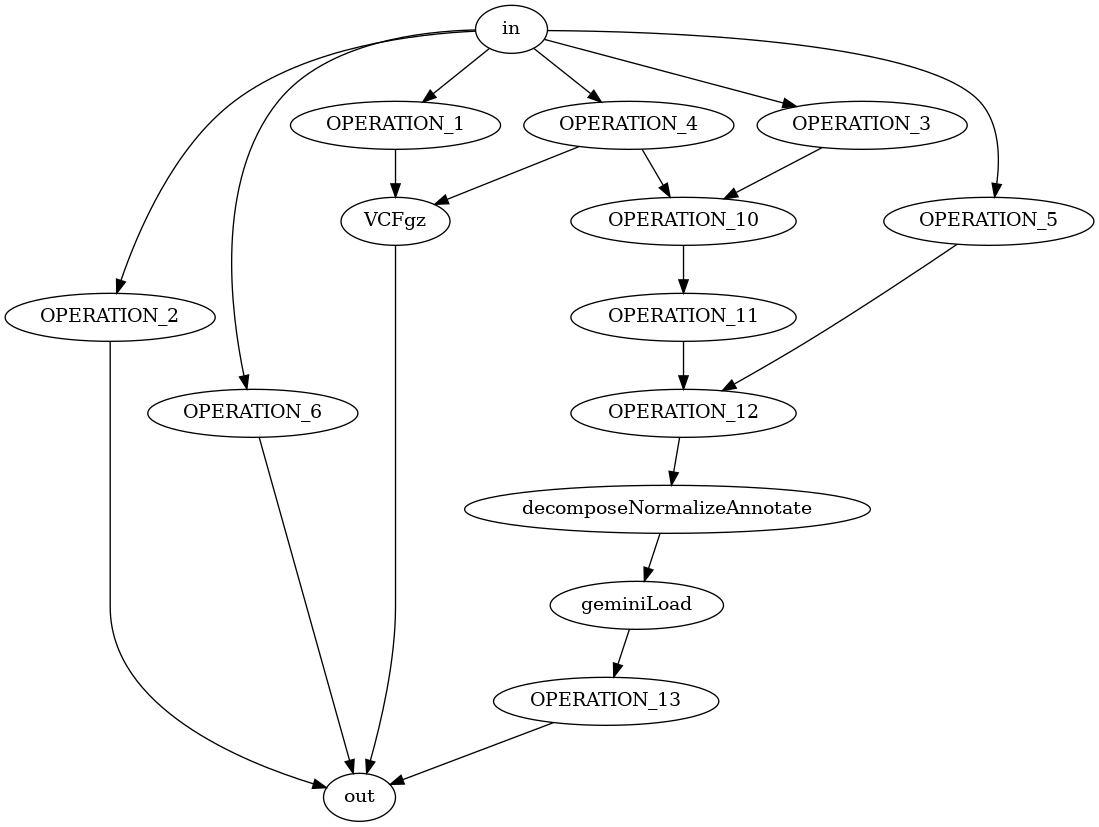 in
OPERATION_1
OPERATION_4
OPERATION_3
VCFgz
OPERATION_10
OPERATION_5
OPERATION_2
OPERATION_11
OPERATION_6
OPERATION_12
decomposeNormalizeAnnotate
geminiLoad
OPERATION_13
out